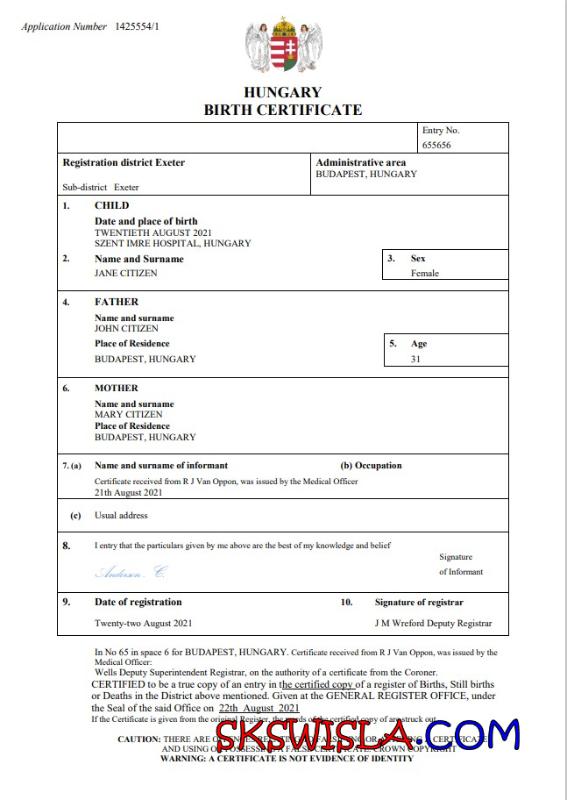 Application Number 1425554/1
HUNGARY
BIRTH CERTIFICATE
Entry No.
655656
Registration district Exeter
Sub-district Exeter
Administrative area
BUDAPEST, HUNGARY
1. CHILD
Date and place of birth
TWENTIETH AUGUST 2021
SZENT IMRE HOSPITAL, HUNGARY
2. Name and Surname
JANE CITIZEN
3. Sex
Female
4. FATHER
Name and surname
JOHN CITIZEN
Place of Residence
BUDAPEST, HUNGARY
5. Age
31
6. MOTHER
Name and surname
MARY CITIZEN
Place of Residence
BUDAPEST, HUNGARY
7. (a) Name and surname of informant (b) Occupation
Certificate received from R J Van Oppon, was issued by the Medical Officer
21th August 2021
(c) Usual address
8. I entry that the particulars given by me above are the best of my knowledge and belief
Anderson. C.
Signature
of Informant
9. Date of registration
Twenty-two August 2021
10. Signature of registrar
J M Wreford Deputy Registrar
In No 65 in space 6 for BUDAPEST, HUNGARY. Certificate received from R J Van Oppon, was issued by the
Medical Officer:
Wells Deputy Superintendent Registrar, on the authority of a certificate from the Coroner.
CERTIFIED to be a true copy of an entry in the certified copy of a register of Births, Still births
or Deaths in the District above mentioned. Given at the GENERAL REGISTER OFFICE, under
the Seal of the said Office on 22th August 2021
If the Certificate is given from the original Register, the words of the certified copy of are struck out
SKSWISLA.COM
CAUTION: THERE ARE FALSIFYING OR A CERTIFICATE
AND USING OR A FALSE CERTIFICATE. CROWN COPYRIGHT
WARNING: A CERTIFICATE IS NOT EVIDENCE OF IDENTITY